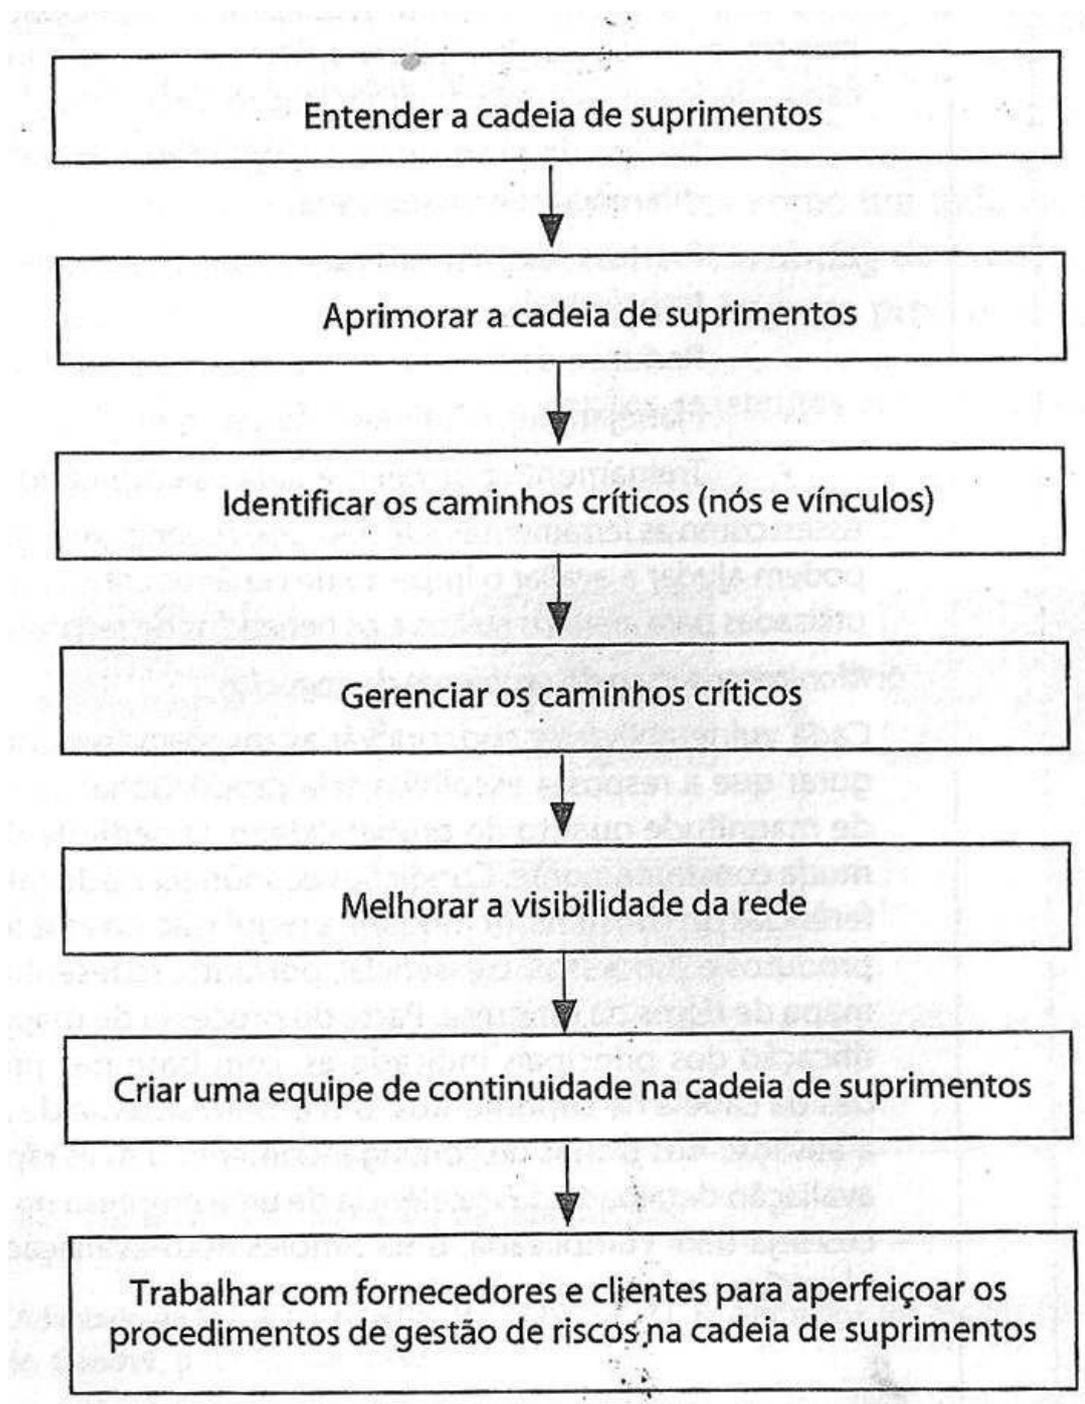 Entender a cadeia de suprimentos
Aprimorar a cadeia de suprimentos
Identificar os caminhos críticos (nós e vínculos)
Gerenciar os caminhos críticos
Melhorar a visibilidade da rede
Criar uma equipe de continuidade na cadeia de suprimentos
Trabalhar com fornecedores e clientes para aperfeiçoar os
procedimentos de gestão de riscos na cadeia de suprimentos